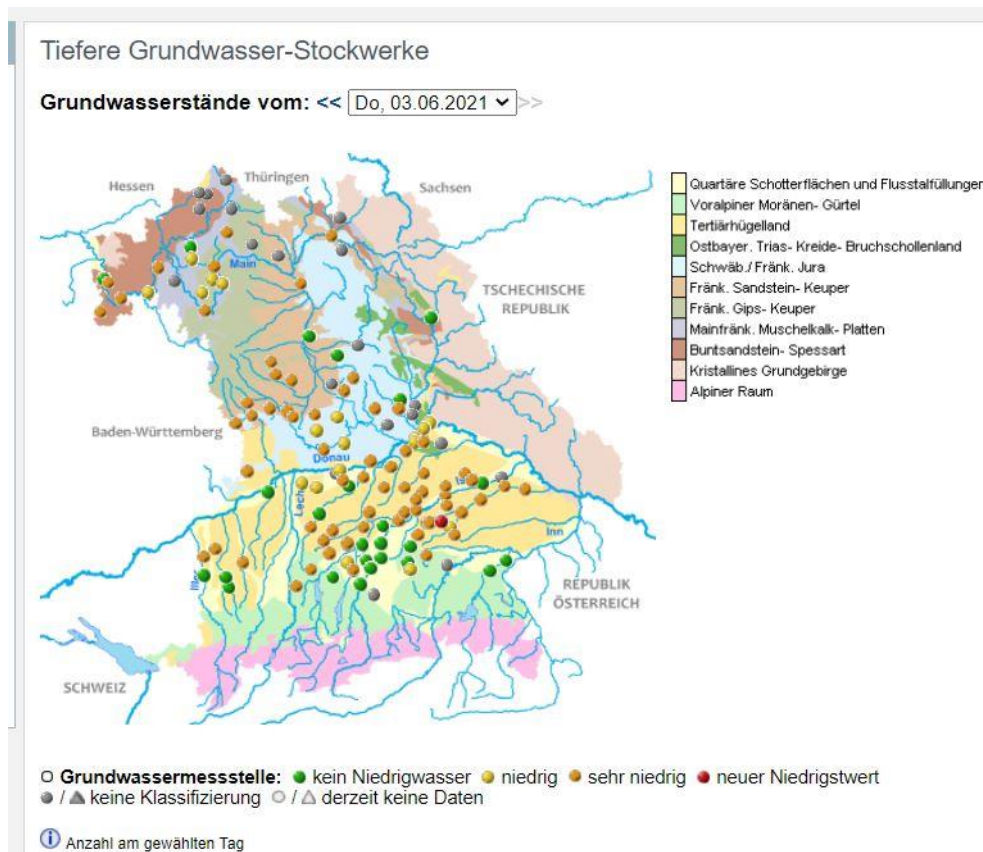 Tiefere Grundwasser-Stockwerke
Grundwasserstände vom: << Do, 03.06.2021 >>
Hessen
Thüringen
Sachsen
Main
TSCHECHISCHE
REPUBLIK
Baden-Württemberg
Donau
Lech
Isar
Inn
Iller
REPUBLIK
ÖSTERREICH
SCHWEIZ
Quartäre Schotterflächen und Flusstalfüllungen
Voralpiner Moränen- Gürtel
Tertiärhügelland
Ostbayer. Trias- Kreide- Bruchschollenland
Schwäb./ Fränk. Jura
Fränk. Sandstein- Keuper
Fränk. Gips- Keuper
Mainfränk. Muschelkalk- Platten
Buntsandstein- Spessart
Kristallines Grundgebirge
Alpiner Raum
Grundwassermessstelle: kein Niedrigwasser niedrig sehr niedrig neuer Niedrigstwert
/ keine Klassifizierung / derzeit keine Daten
Anzahl am gewählten Tag